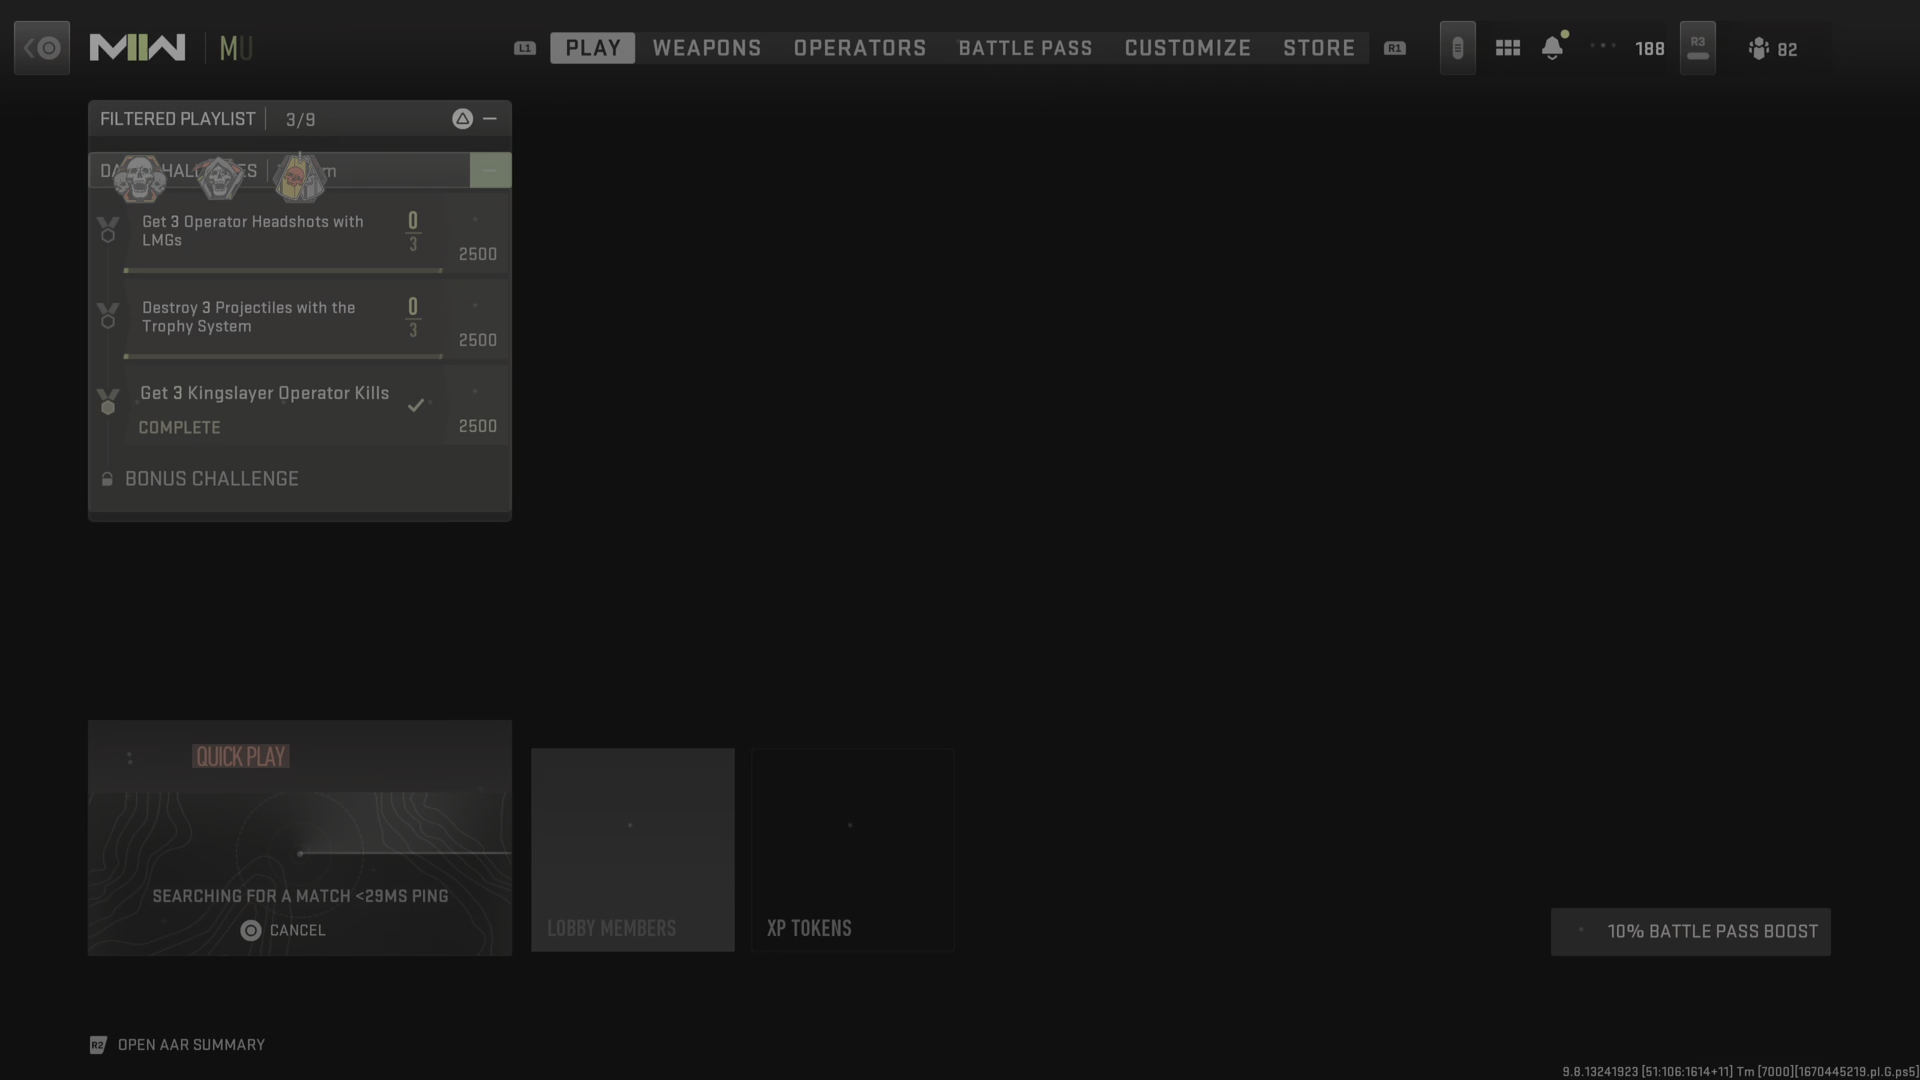 MWII MU
L1 PLAY WEAPONS OPERATORS BATTLE PASS CUSTOMIZE STORE R1
188 R3 82
FILTERED PLAYLIST 3/9
Get 3 Operator Headshots with
LMGs
0
3
2500
Destroy 3 Projectiles with the
Trophy System
0
3
2500
Get 3 Kingslayer Operator Kills
COMPLETE
2500
BONUS CHALLENGE
QUICK PLAY
SEARCHING FOR A MATCH <29MS PING
CANCEL
LOBBY MEMBERS
XP TOKENS
10% BATTLE PASS BOOST
R2 OPEN AAR SUMMARY
9.8.13241923 [51:106:1614+11] Tm [7000][1670445219.pl.G.ps5]